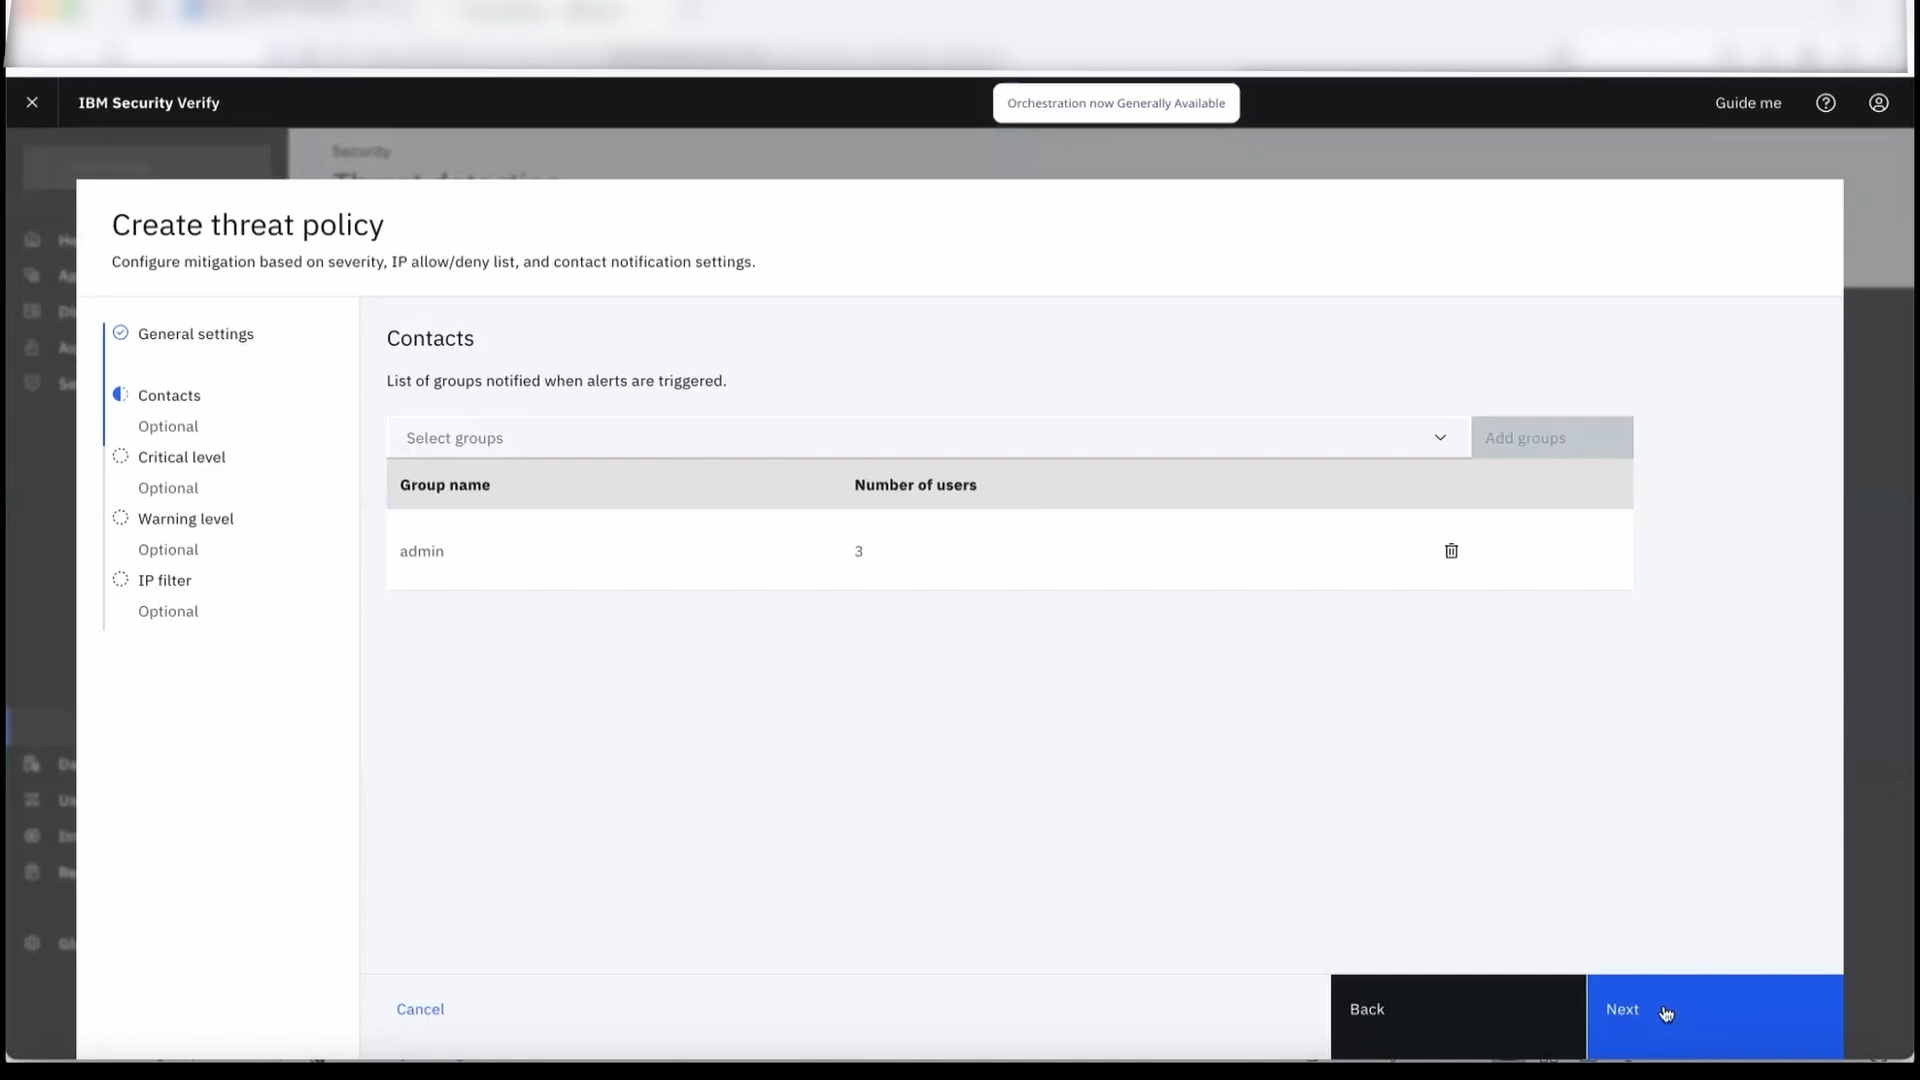 IBM Security Verify
Orchestration now Generally Available
Guide me
Security
Threat detection
Create threat policy
Configure mitigation based on severity, IP allow/deny list, and contact notification settings.
General settings
Contacts
Optional
Critical level
Optional
Warning level
Optional
IP filter
Optional
Contacts
List of groups notified when alerts are triggered.
Select groups
Add groups
Group name
Number of users
admin
3
Cancel
Back
Next